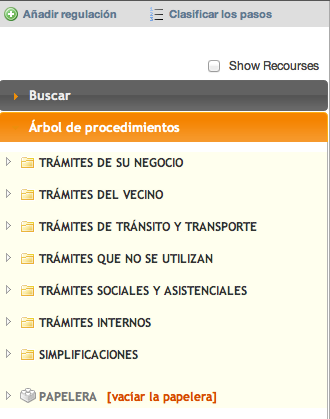 Añadir regulación
Clasificar los pasos
Show Recourses
Buscar
Árbol de procedimientos
TRÁMITES DE SU NEGOCIO
TRÁMITES DEL VECINO
TRÁMITES DE TRÁNSITO Y TRANSPORTE
TRÁMITES QUE NO SE UTILIZAN
TRÁMITES SOCIALES Y ASISTENCIALES
TRÁMITES INTERNOS
SIMPLIFICACIONES
PAPELERA [vaciar la papelera]